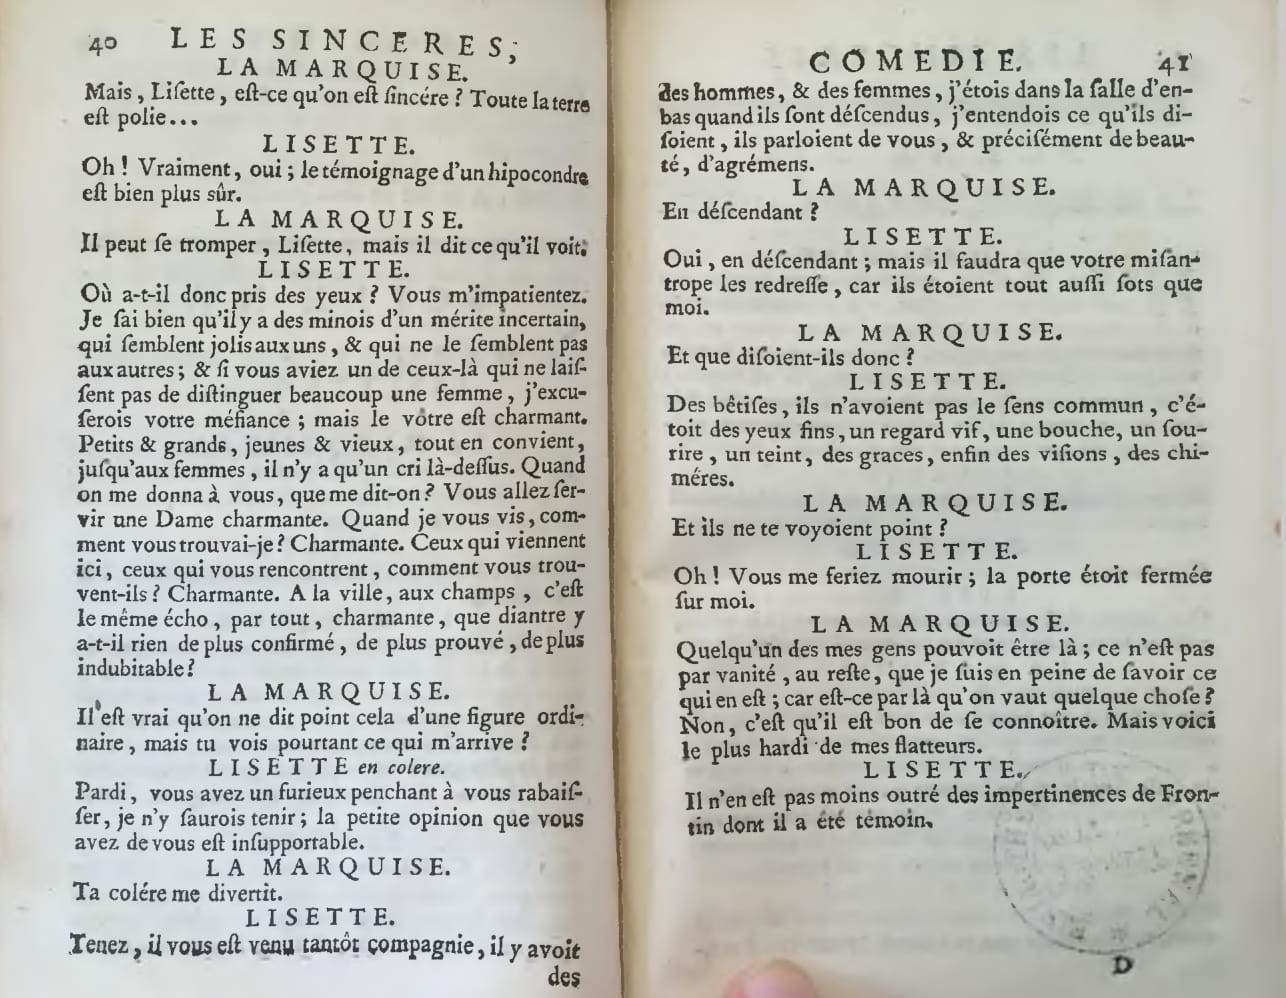 40 LES SINCERES,
LA MARQUISE.
Mais, Liſette, eſt-ce qu'on eſt ſincére ? Toute la terre
eſt polie...
LISETTE.
Oh ! Vraiment, oui ; le témoignage d'un hipocondre
eſt bien plus sûr.
LA MARQUISE.
Il peut ſe tromper, Liſette, mais il dit ce qu'il voit.
LISETTE.
Où a-t-il donc pris des yeux ? Vous m'impatientez.
Je ſai bien qu'il y a des minois d'un mérite incertain,
qui ſemblent jolis aux uns, & qui ne le ſemblent pas
aux autres ; & ſi vous aviez un de ceux-là qui ne laiſ-
ſent pas de diſtinguer beaucoup une femme, j'excu-
ſerois votre méfiance ; mais le vôtre eſt charmant.
Petits & grands, jeunes & vieux, tout en convient,
juſqu'aux femmes, il n'y a qu'un cri là-deſſus. Quand
on me donna à vous, que me dit-on ? Vous allez ſer-
vir une Dame charmante. Quand je vous vis, com-
ment vous trouvai-je ? Charmante. Ceux qui viennent
ici, ceux qui vous rencontrent, comment vous trou-
vent-ils ? Charmante. A la ville, aux champs, c'eſt
le même écho, par tout, charmante, que diantre y
a-t-il rien de plus confirmé, de plus prouvé, de plus
indubitable ?
LA MARQUISE.
Il eſt vrai qu'on ne dit point cela d'une figure ordi-
naire, mais tu vois pourtant ce qui m'arrive ?
LISETTE en colere.
Pardi, vous avez un furieux penchant à vous rabaiſ-
ſer, je n'y ſaurois tenir ; la petite opinion que vous
avez de vous eſt inſupportable.
LA MARQUISE.
Ta colére me divertit.
LISETTE.
Tenez, il vous eſt venu tantôt compagnie, il y avoit
des
COMEDIE. 41
des hommes, & des femmes, j'étois dans la ſalle d'en-
bas quand ils ſont déſcendus, j'entendois ce qu'ils di-
ſoient, ils parloient de vous, & préciſément de beau-
té, d'agrémens.
LA MARQUISE.
En déſcendant ?
LISETTE.
Oui, en déſcendant ; mais il faudra que votre miſan-
trope les redreſſe, car ils étoient tout auſſi ſots que
moi.
LA MARQUISE.
Et que diſoient-ils donc ?
LISETTE.
Des bêtiſes, ils n'avoient pas le ſens commun, c'é-
toit des yeux fins, un regard vif, une bouche, un ſou-
rire, un teint, des graces, enfin des viſions, des chi-
méres.
LA MARQUISE.
Et ils ne te voyoient point ?
LISETTE.
Oh ! Vous me feriez mourir ; la porte étoit fermée
ſur moi.
LA MARQUISE.
Quelqu'un des mes gens pouvoit être là ; ce n'eſt pas
par vanité, au reſte, que je ſuis en peine de ſavoir ce
qui en eſt ; car eſt-ce par là qu'on vaut quelque choſe ?
Non, c'eſt qu'il eſt bon de ſe connoître. Mais voici
le plus hardi de mes flatteurs.
LISETTE.
Il n'en eſt pas moins outré des impertinences de Fron-
tin dont il a été témoin.
D